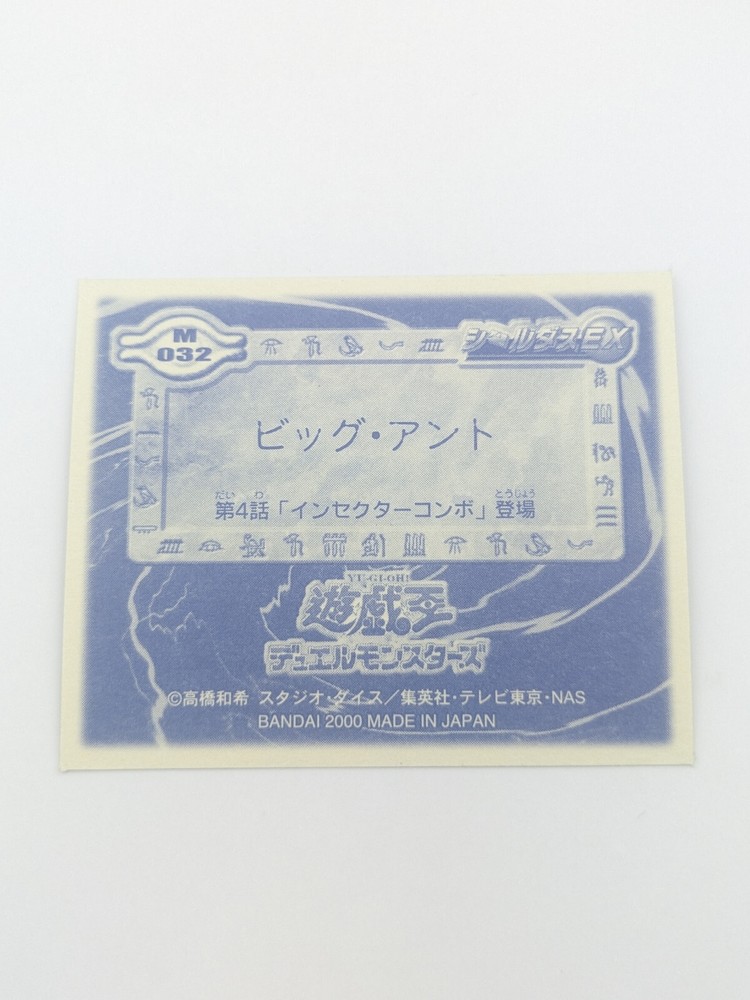 M
032
シールダスEX
ビッグ・アント
だい わ とうじょう
第4話「インセクターコンボ」登場
YU-GI-OH!
遊戯王
デュエルモンスターズ
©高橋和希 スタジオ・ダイス／集英社・テレビ東京・NAS
BANDAI 2000 MADE IN JAPAN